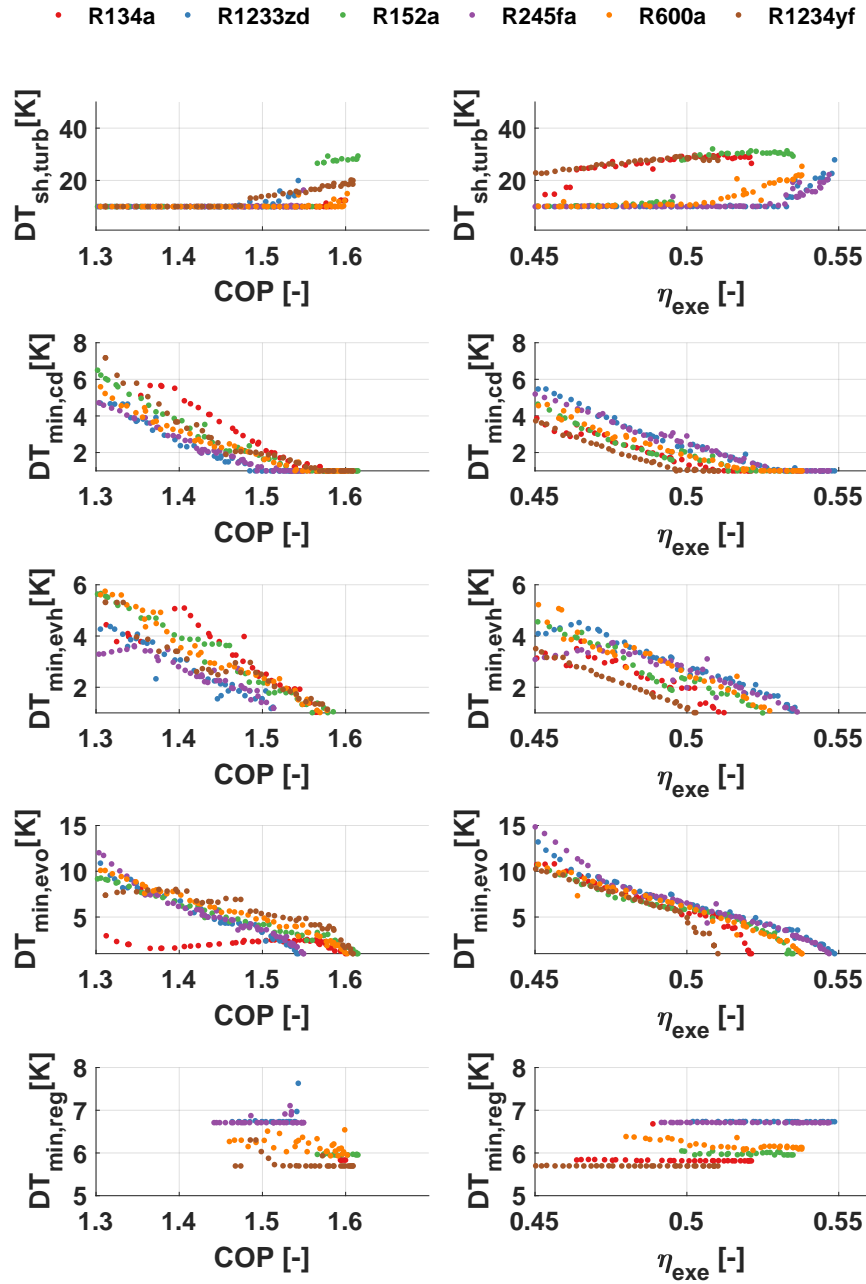 R134a R1233zd R152a R245fa R600a R1234yf
DT_sh,turb [K]
40
20
1.3 1.4 1.5 1.6
COP [-]
DT_sh,turb [K]
40
20
0.45 0.5 0.55
η_exe [-]
DT_min,cd [K]
8
6
4
2
1.3 1.4 1.5 1.6
COP [-]
DT_min,cd [K]
8
6
4
2
0.45 0.5 0.55
η_exe [-]
DT_min,evh [K]
6
4
2
1.3 1.4 1.5 1.6
COP [-]
DT_min,evh [K]
6
4
2
0.45 0.5 0.55
η_exe [-]
DT_min,evo [K]
15
10
5
1.3 1.4 1.5 1.6
COP [-]
DT_min,evo [K]
15
10
5
0.45 0.5 0.55
η_exe [-]
DT_min,reg [K]
8
7
6
5
1.3 1.4 1.5 1.6
COP [-]
DT_min,reg [K]
8
7
6
5
0.45 0.5 0.55
η_exe [-]